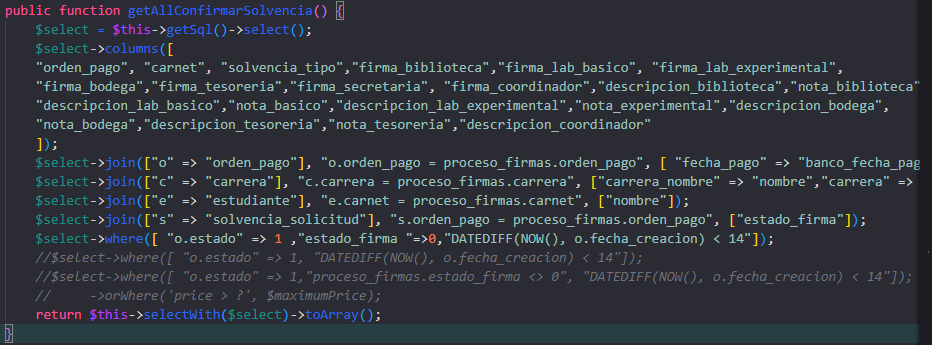 public function getAllConfirmarSolvencia() {
$select = $this->getSql()->select();
$select->columns([
"orden_pago", "carnet", "solvencia_tipo","firma_biblioteca","firma_lab_basico", "firma_lab_experimental",
"firma_bodega","firma_tesoreria","firma_secretaria", "firma_coordinador","descripcion_biblioteca","nota_biblioteca"
"descripcion_lab_basico","nota_basico","descripcion_lab_experimental","nota_experimental","descripcion_bodega",
"nota_bodega","descripcion_tesoreria","nota_tesoreria","descripcion_coordinador"
]);
$select->join(["o" => "orden_pago"], "o.orden_pago = proceso_firmas.orden_pago", [ "fecha_pago" => "banco_fecha_pag
$select->join(["c" => "carrera"], "c.carrera = proceso_firmas.carrera", ["carrera_nombre" => "nombre","carrera" =>
$select->join(["e" => "estudiante"], "e.carnet = proceso_firmas.carnet", ["nombre"]);
$select->join(["s" => "solvencia_solicitud"], "s.orden_pago = proceso_firmas.orden_pago", ["estado_firma"]);
$select->where([ "o.estado" => 1 ,"estado_firma "=>0,"DATEDIFF(NOW(), o.fecha_creacion) < 14"]);
//$select->where([ "o.estado" => 1, "DATEDIFF(NOW(), o.fecha_creacion) < 14"]);
//$select->where([ "o.estado" => 1,"proceso_firmas.estado_firma <> 0", "DATEDIFF(NOW(), o.fecha_creacion) < 14"]);
// ->orWhere('price > ?', $maximumPrice);
return $this->selectWith($select)->toArray();
}